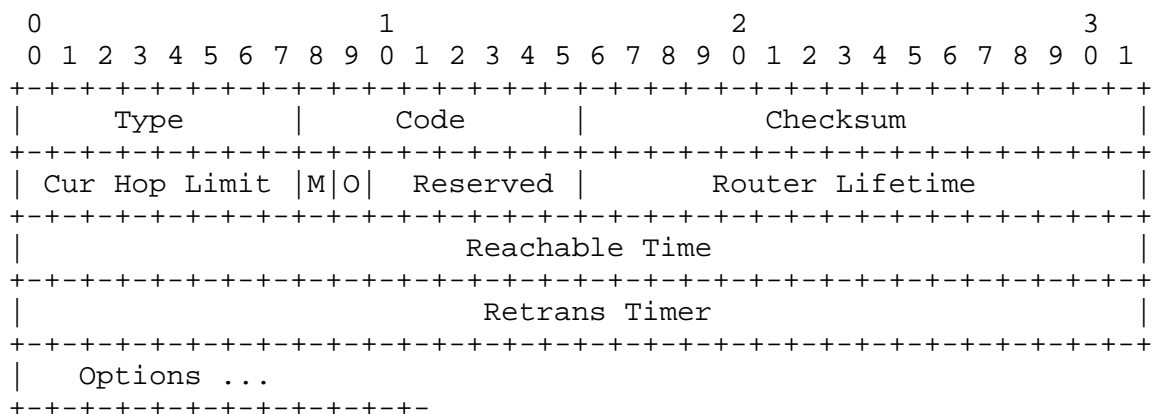 0                   1                   2                   3
 0 1 2 3 4 5 6 7 8 9 0 1 2 3 4 5 6 7 8 9 0 1 2 3 4 5 6 7 8 9 0 1
+-+-+-+-+-+-+-+-+-+-+-+-+-+-+-+-+-+-+-+-+-+-+-+-+-+-+-+-+-+-+-+-+
|     Type      |     Code      |          Checksum             |
+-+-+-+-+-+-+-+-+-+-+-+-+-+-+-+-+-+-+-+-+-+-+-+-+-+-+-+-+-+-+-+-+
| Cur Hop Limit |M|O|  Reserved |       Router Lifetime         |
+-+-+-+-+-+-+-+-+-+-+-+-+-+-+-+-+-+-+-+-+-+-+-+-+-+-+-+-+-+-+-+-+
|                         Reachable Time                        |
+-+-+-+-+-+-+-+-+-+-+-+-+-+-+-+-+-+-+-+-+-+-+-+-+-+-+-+-+-+-+-+-+
|                          Retrans Timer                        |
+-+-+-+-+-+-+-+-+-+-+-+-+-+-+-+-+-+-+-+-+-+-+-+-+-+-+-+-+-+-+-+-+
|   Options ...
+-+-+-+-+-+-+-+-+-+-+-+-